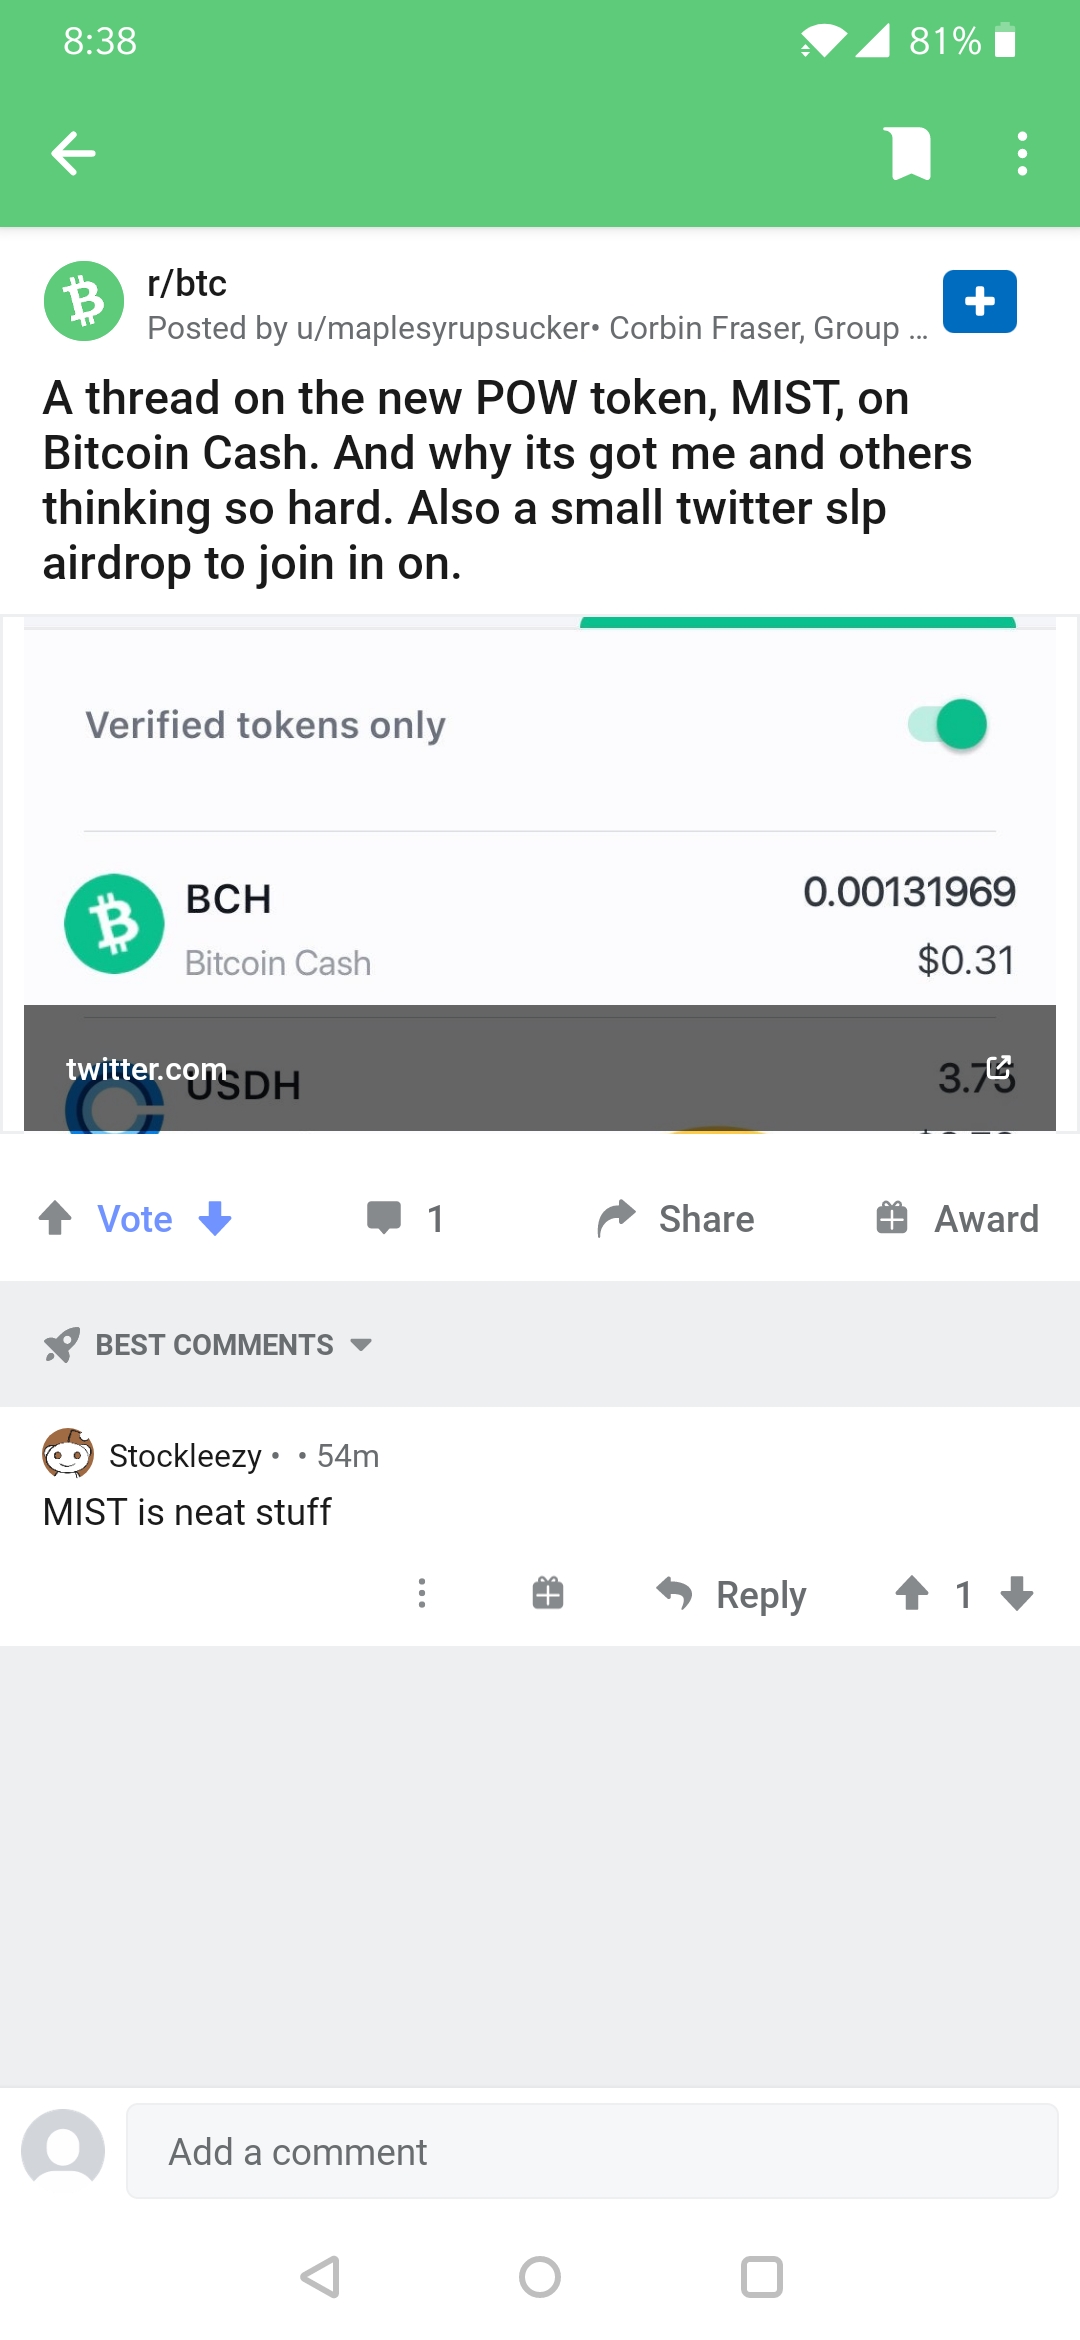 8:38
81%
r/btc
Posted by u/maplesyrupsucker• Corbin Fraser, Group ...
A thread on the new POW token, MIST, on
Bitcoin Cash. And why its got me and others
thinking so hard. Also a small twitter slp
airdrop to join in on.
Verified tokens only
BCH
0.00131969
Bitcoin Cash
$0.31
twitter.com
USDH
3.75
Vote
1
Share
Award
BEST COMMENTS
Stockleezy • • 54m
MIST is neat stuff
Reply
1
Add a comment